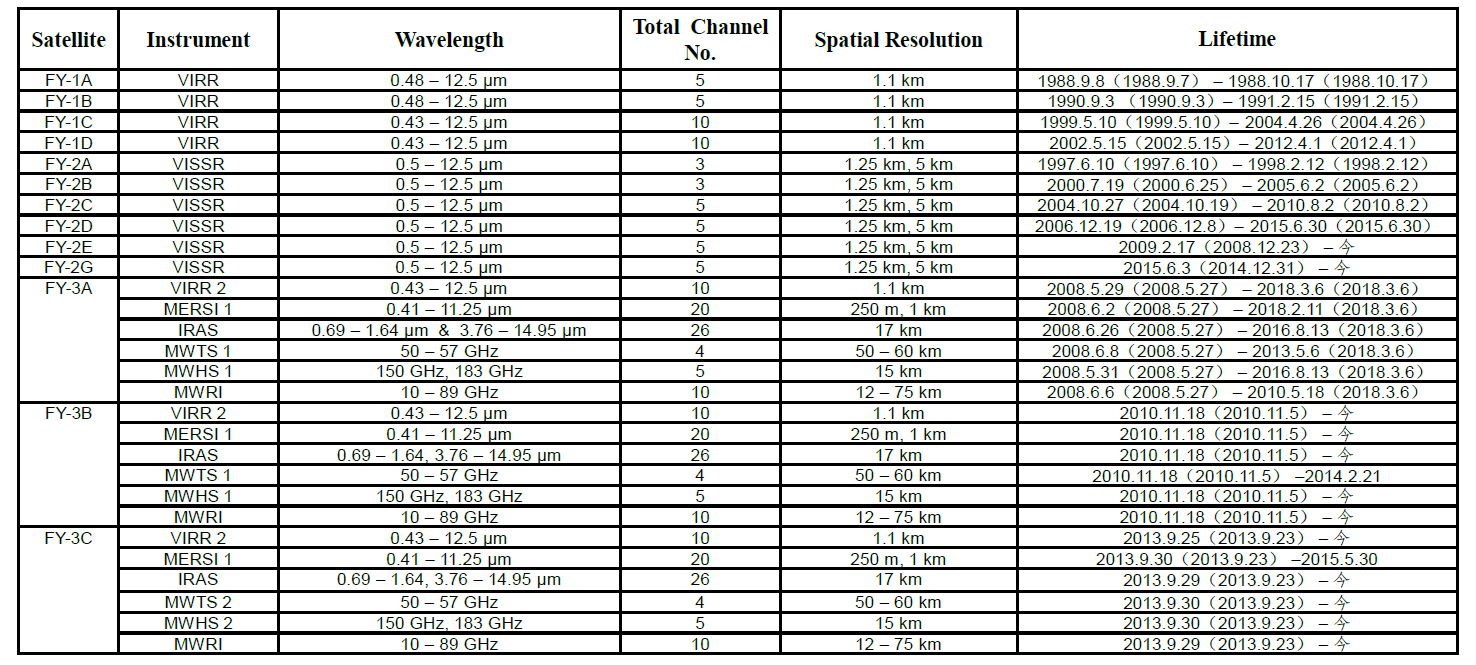 Satellite Instrument Wavelength Total Channel No. Spatial Resolution Lifetime
FY-1A VIRR 0.48 – 12.5 μm 5 1.1 km 1988.9.8（1988.9.7） – 1988.10.17（1988.10.17）
FY-1B VIRR 0.48 – 12.5 μm 5 1.1 km 1990.9.3 （1990.9.3）– 1991.2.15（1991.2.15）
FY-1C VIRR 0.43 – 12.5 μm 10 1.1 km 1999.5.10（1999.5.10）– 2004.4.26（2004.4.26）
FY-1D VIRR 0.43 – 12.5 μm 10 1.1 km 2002.5.15（2002.5.15）– 2012.4.1（2012.4.1）
FY-2A VISSR 0.5 – 12.5 μm 3 1.25 km, 5 km 1997.6.10（1997.6.10） – 1998.2.12（1998.2.12）
FY-2B VISSR 0.5 – 12.5 μm 3 1.25 km, 5 km 2000.7.19（2000.6.25） – 2005.6.2（2005.6.2）
FY-2C VISSR 0.5 – 12.5 μm 5 1.25 km, 5 km 2004.10.27（2004.10.19） – 2010.8.2（2010.8.2）
FY-2D VISSR 0.5 – 12.5 μm 5 1.25 km, 5 km 2006.12.19（2006.12.8）– 2015.6.30（2015.6.30）
FY-2E VISSR 0.5 – 12.5 μm 5 1.25 km, 5 km 2009.2.17（2008.12.23） – 今
FY-2G VISSR 0.5 – 12.5 μm 5 1.25 km, 5 km 2015.6.3（2014.12.31） – 今
FY-3A VIRR 2 0.43 – 12.5 μm 10 1.1 km 2008.5.29（2008.5.27） – 2018.3.6（2018.3.6）
MERSI 1 0.41 – 11.25 μm 20 250 m, 1 km 2008.6.2（2008.5.27） – 2018.2.11（2018.3.6）
IRAS 0.69 – 1.64 μm & 3.76 – 14.95 μm 26 17 km 2008.6.26（2008.5.27） – 2016.8.13（2018.3.6）
MWTS 1 50 – 57 GHz 4 50 – 60 km 2008.6.8（2008.5.27） – 2013.5.6（2018.3.6）
MWHS 1 150 GHz, 183 GHz 5 15 km 2008.5.31（2008.5.27） – 2016.8.13（2018.3.6）
MWRI 10 – 89 GHz 10 12 – 75 km 2008.6.6（2008.5.27） – 2010.5.18（2018.3.6）
FY-3B VIRR 2 0.43 – 12.5 μm 10 1.1 km 2010.11.18（2010.11.5） – 今
MERSI 1 0.41 – 11.25 μm 20 250 m, 1 km 2010.11.18（2010.11.5） – 今
IRAS 0.69 – 1.64, 3.76 – 14.95 μm 26 17 km 2010.11.18（2010.11.5） – 今
MWTS 1 50 – 57 GHz 4 50 – 60 km 2010.11.18（2010.11.5） –2014.2.21
MWHS 1 150 GHz, 183 GHz 5 15 km 2010.11.18（2010.11.5） – 今
MWRI 10 – 89 GHz 10 12 – 75 km 2010.11.18（2010.11.5） – 今
FY-3C VIRR 2 0.43 – 12.5 μm 10 1.1 km 2013.9.25（2013.9.23） – 今
MERSI 1 0.41 – 11.25 μm 20 250 m, 1 km 2013.9.30（2013.9.23） –2015.5.30
IRAS 0.69 – 1.64, 3.76 – 14.95 μm 26 17 km 2013.9.29（2013.9.23） – 今
MWTS 2 50 – 57 GHz 4 50 – 60 km 2013.9.30（2013.9.23） – 今
MWHS 2 150 GHz, 183 GHz 5 15 km 2013.9.30（2013.9.23） – 今
MWRI 10 – 89 GHz 10 12 – 75 km 2013.9.29（2013.9.23） – 今